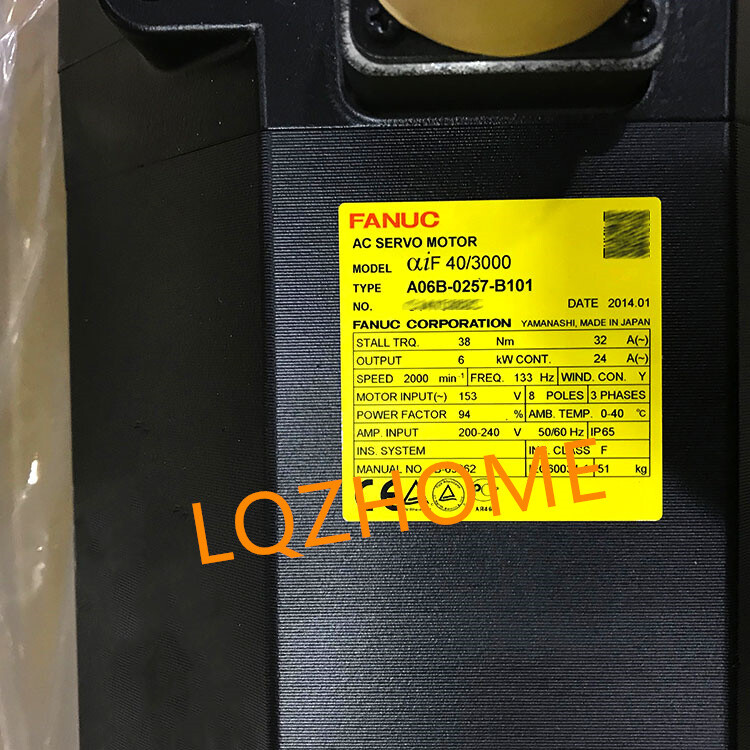 FANUC
AC SERVO MOTOR
MODEL αiF 40/3000
TYPE A06B-0257-B101
NO.
DATE 2014.01
FANUC CORPORATION YAMANASHI, MADE IN JAPAN
STALL TRQ. 38 Nm 32 A(~)
OUTPUT 6 kW CONT. 24 A(~)
SPEED 2000 min⁻¹ FREQ. 133 Hz WIND. CON. Y
MOTOR INPUT(~) 153 V 8 POLES 3 PHASES
POWER FACTOR 94 % AMB. TEMP. 0-40 ℃
AMP. INPUT 200-240 V 50/60 Hz IP65
INS. SYSTEM INS. CLASS F
MANUAL NO. 51 kg
CE
LQZHOME